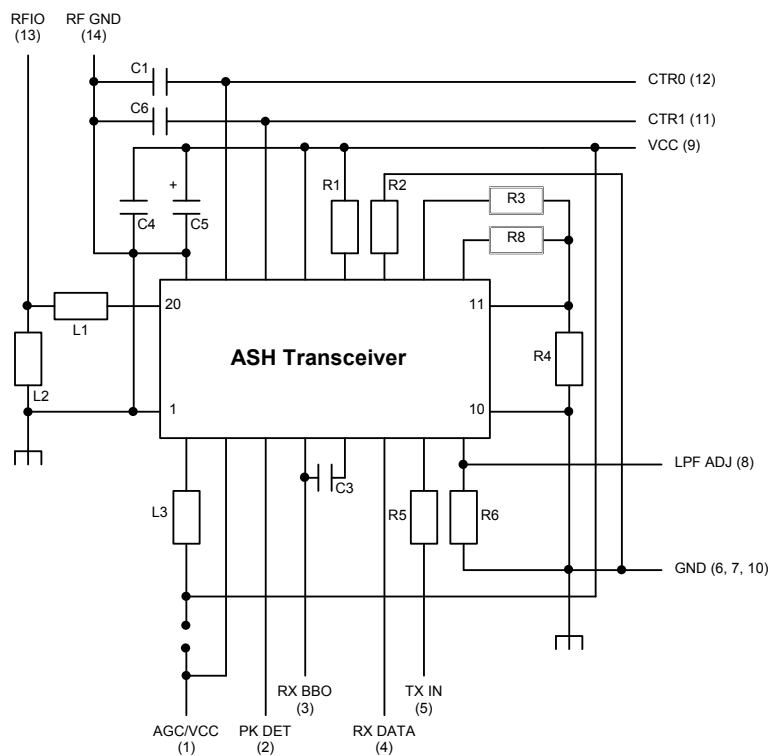 RFIO
(13)
RF GND
(14)
C1
CTR0 (12)
C6
CTR1 (11)
VCC (9)
R1
R2
R3
+
C4
C5
R8
20
11
L1
ASH Transceiver
R4
L2
1
10
LPF ADJ (8)
C3
L3
R5
R6
GND (6, 7, 10)
RX BBO
(3)
TX IN
(5)
AGC/VCC
(1)
PK DET
(2)
RX DATA
(4)